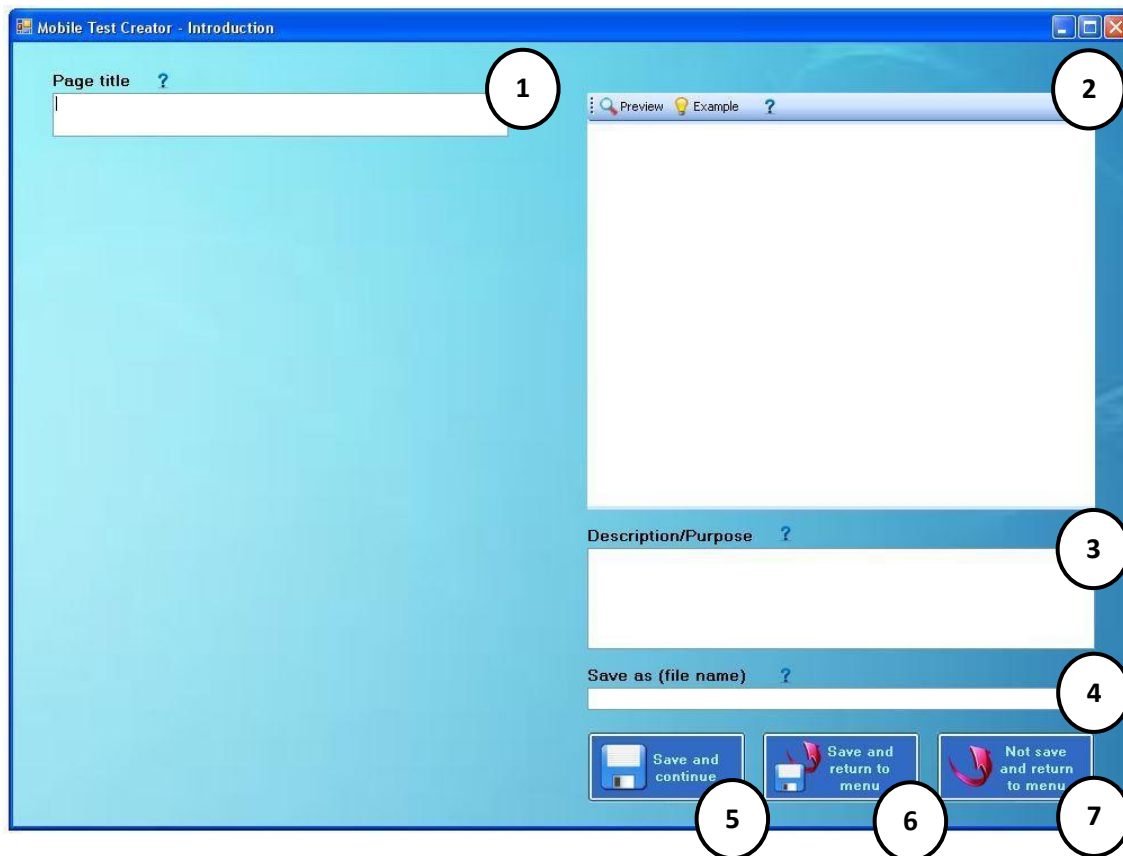 Mobile Test Creator - Introduction
Page title ?
1
2
Preview Example ?
Description/Purpose ?
3
Save as (file name) ?
4
Save and
continue
Save and
return to
menu
Not save
and return
to menu
5
6
7